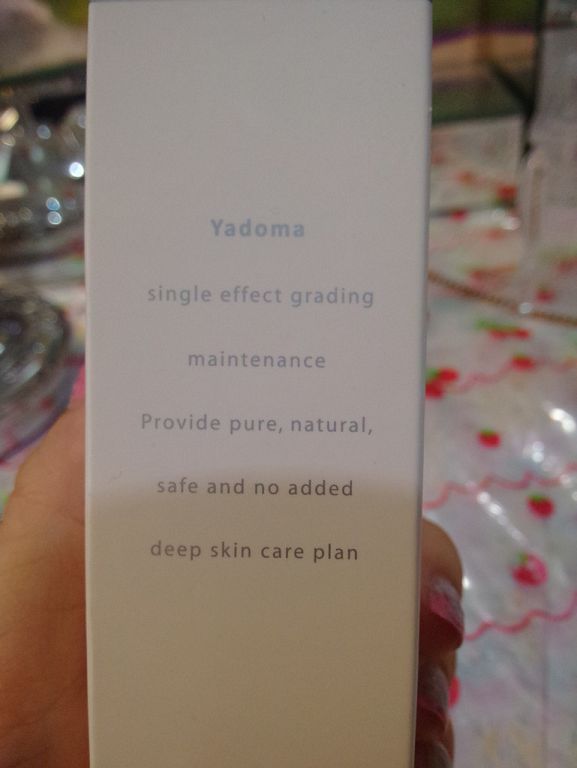 Yadoma
single effect grading
maintenance
Provide pure, natural,
safe and no added
deep skin care plan